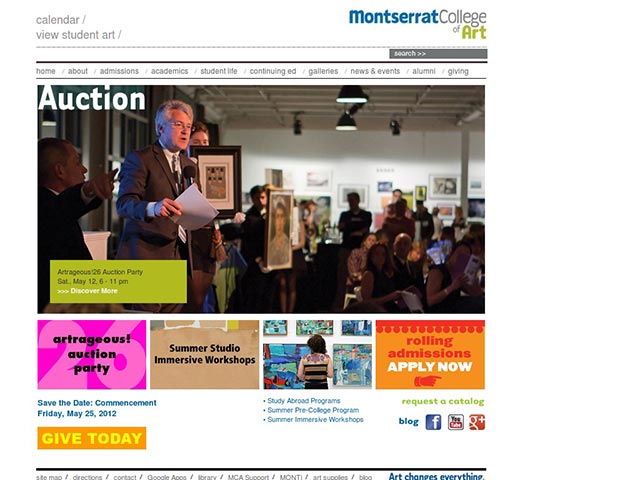 calendar /
view student art /
Montserrat College
of Art
search >>
home / about / admissions / academics / student life / continuing ed / galleries / news & events / alumni / giving
Auction
Artrageous!26 Auction Party
Sat., May 12, 6 - 11 pm
>>> Discover More
26
artrageous!
auction
party
Summer Studio
Immersive Workshops
rolling
admissions
APPLY NOW
Save the Date: Commencement
Friday, May 25, 2012
GIVE TODAY
• Study Abroad Programs
• Summer Pre-College Program
• Summer Immersive Workshops
request a catalog
blog f You Tube g+
site map / directions / contact / Google Apps / library / MCA Support / MONTI / art supplies / blog
Art changes everything.